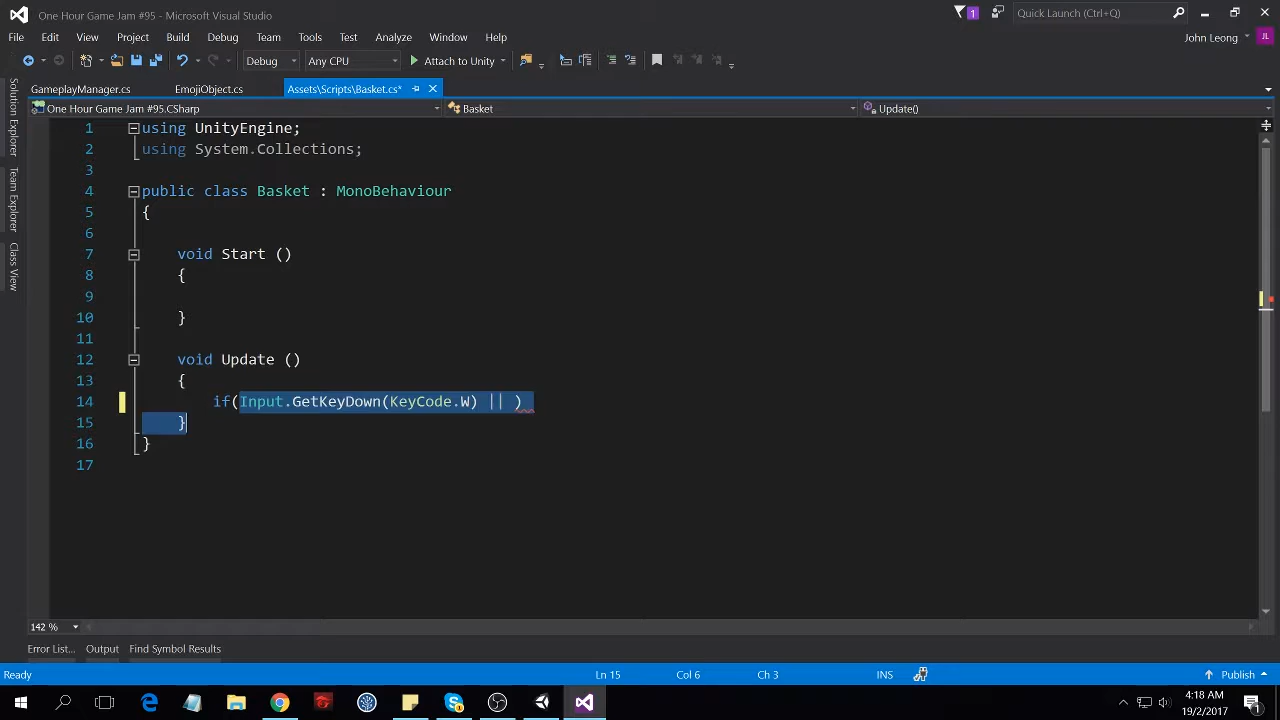 One Hour Game Jam #95 - Microsoft Visual Studio
1
Quick Launch (Ctrl+Q)
File Edit View Project Build Debug Team Tools Test Analyze Window Help
John Leong
JL
Debug
Any CPU
Attach to Unity
Solution Explorer
Team Explorer
Class View
GameplayManager.cs
EmojiObject.cs
Assets\Scripts\Basket.cs*
One Hour Game Jam #95.CSharp
Basket
Update()
1 using UnityEngine;
2 using System.Collections;
3
4 public class Basket : MonoBehaviour
5 {
6
7 void Start ()
8 {
9
10 }
11
12 void Update ()
13 {
14 if(Input.GetKeyDown(KeyCode.W) || )
15 }
16 }
17
142 %
Error List... Output Find Symbol Results
Ready
Ln 15
Col 6
Ch 3
INS
Publish
4:18 AM
19/2/2017
1